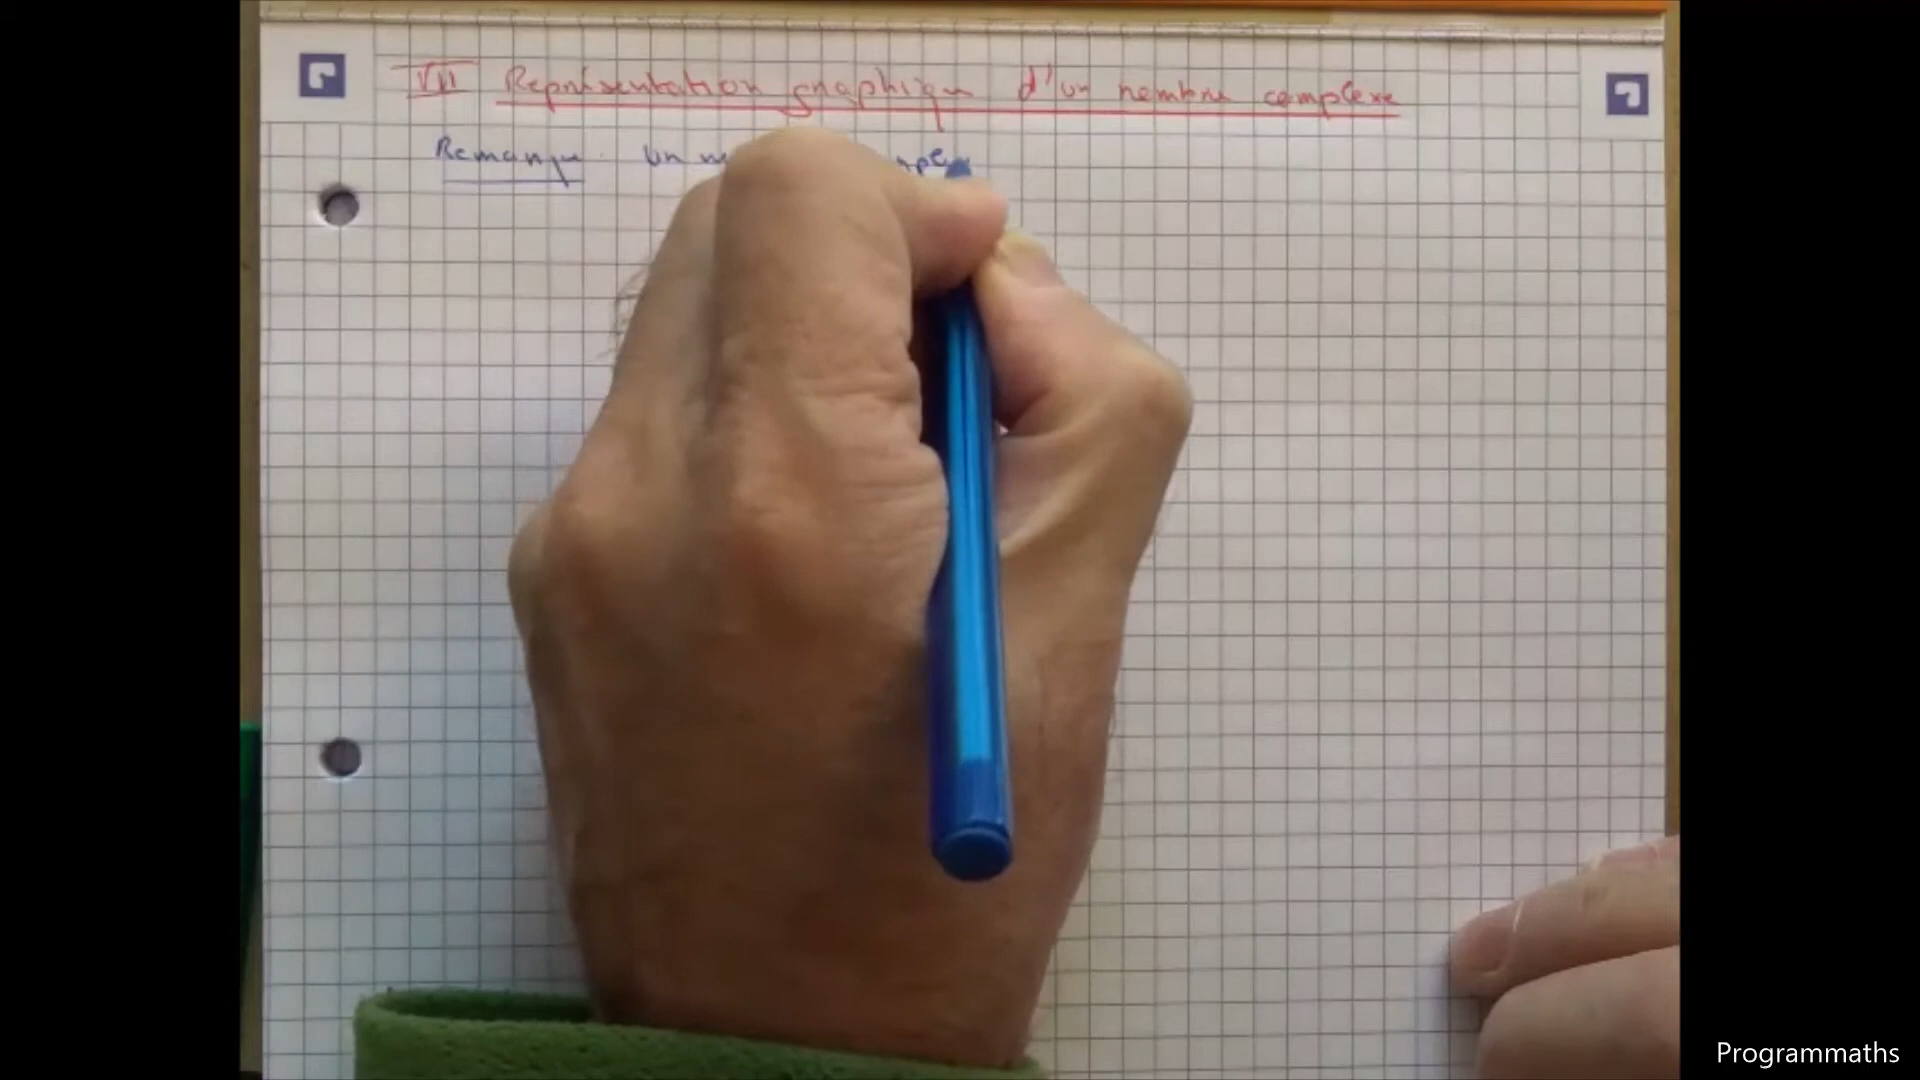 VII Représentation graphique d'un nombre complexe
Remarque : Un
Programmaths